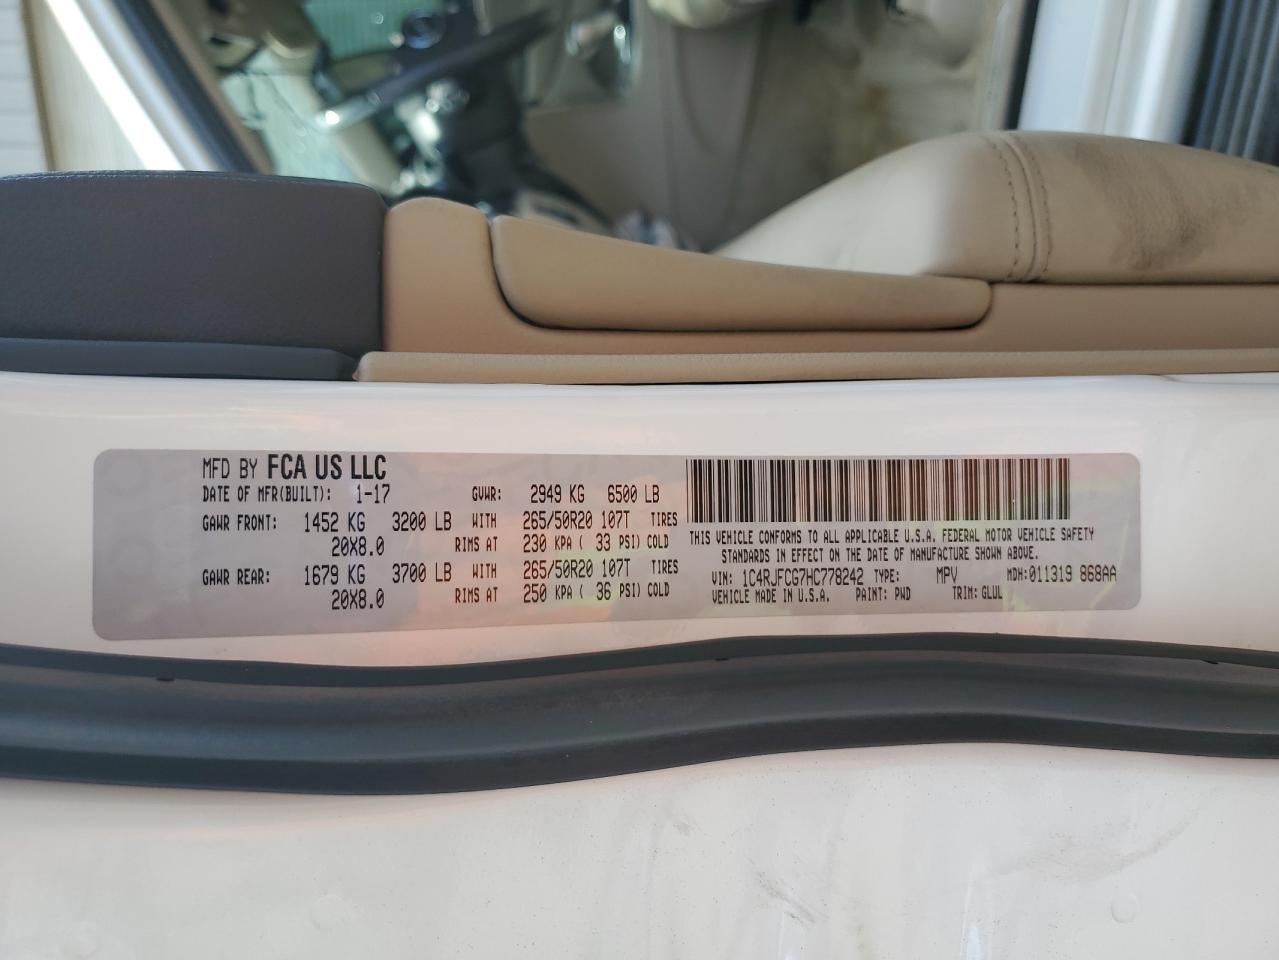 MFD BY FCA US LLC
DATE OF MFR(BUILT): 1-17 GVWR: 2949 KG 6500 LB
GAWR FRONT: 1452 KG 3200 LB WITH 265/50R20 107T TIRES
20X8.0 RIMS AT 230 KPA ( 33 PSI) COLD
GAWR REAR: 1679 KG 3700 LB WITH 265/50R20 107T TIRES
20X8.0 RIMS AT 250 KPA ( 36 PSI) COLD
THIS VEHICLE CONFORMS TO ALL APPLICABLE U.S.A. FEDERAL MOTOR VEHICLE SAFETY
STANDARDS IN EFFECT ON THE DATE OF MANUFACTURE SHOWN ABOVE.
VIN: 1C4RJFCG7HC778242 TYPE: MPV MDH: 011319 868AA
VEHICLE MADE IN U.S.A. PAINT: PWD TRIM: GLUL